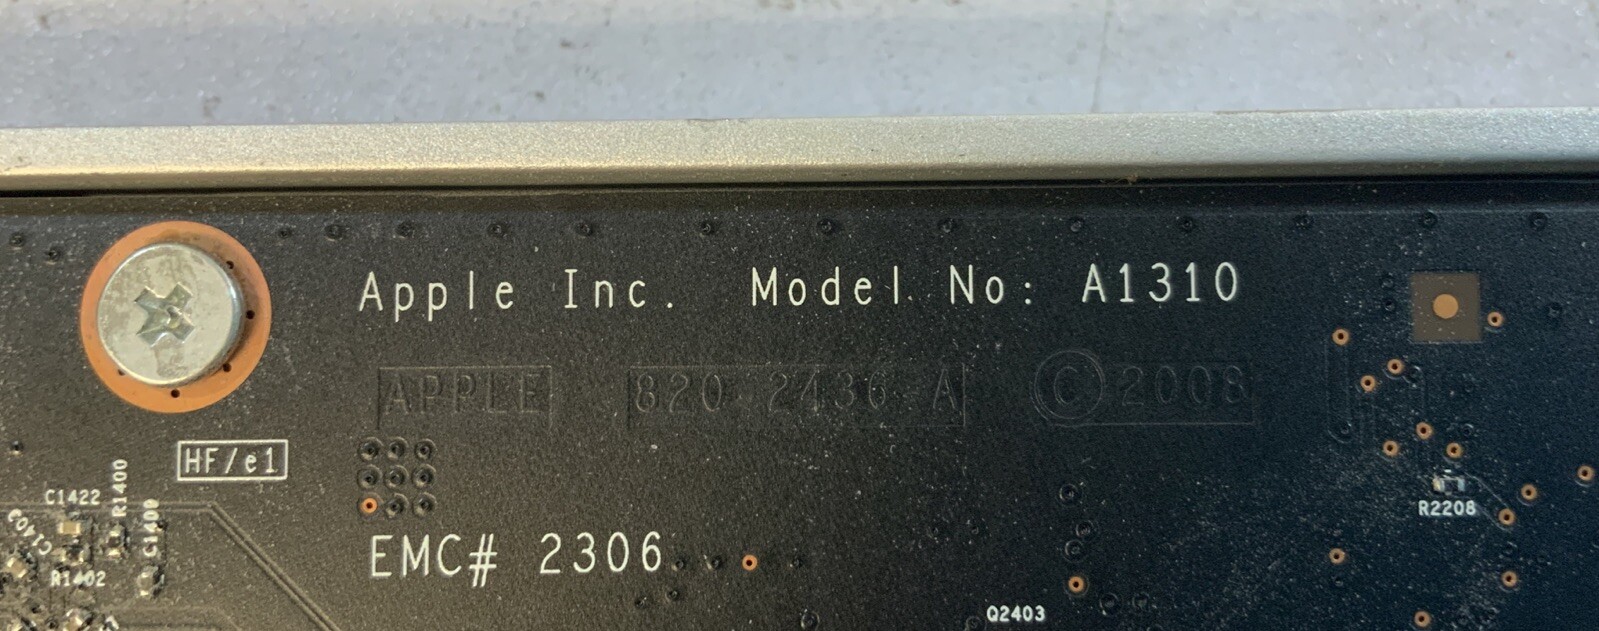 Apple Inc. Model No: A1310
APPLE 820-2436-A © 2008
HF/e1
C1422
R1400
C1400
C1403
R1402
EMC# 2306
R2208
Q2403